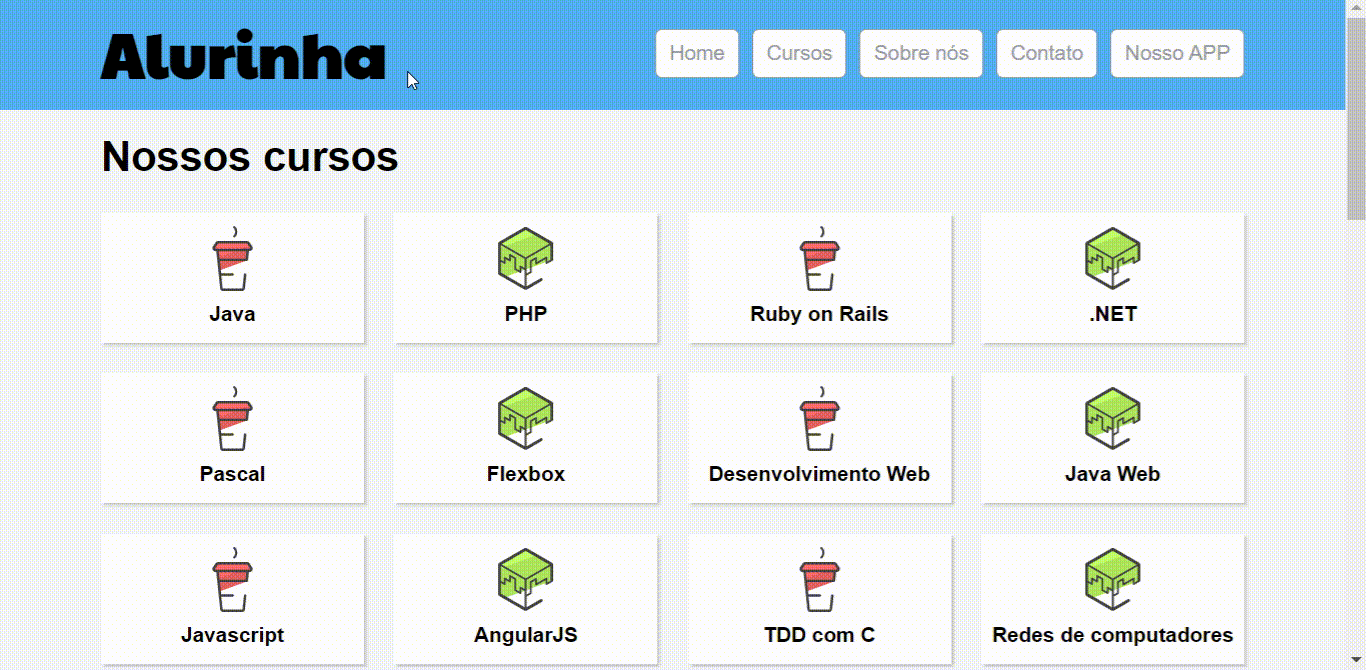 Alurinha
Home Cursos Sobre nós Contato Nosso APP
Nossos cursos
Java PHP Ruby on Rails .NET
Pascal Flexbox Desenvolvimento Web Java Web
Javascript AngularJS TDD com C Redes de computadores